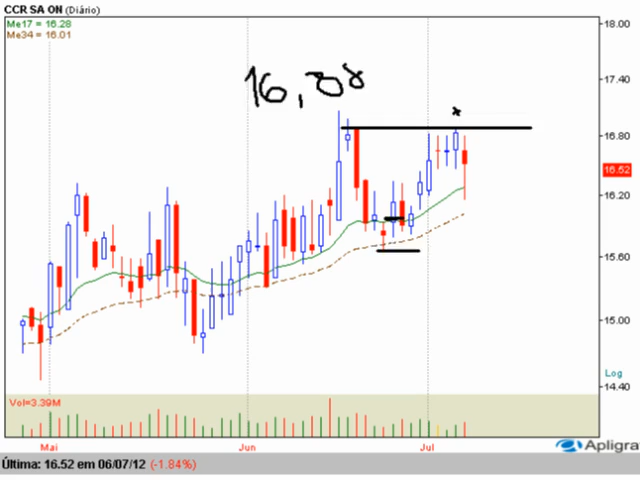 CCR SA ON (Diário)
Me17 = 16.28
Me34 = 16.01
16,88
18.00
17.40
16.80
16.52
16.20
15.60
15.00
Log
14.40
Vol=3.39M
Mai Jun Jul
Apligra
Última: 16.52 em 06/07/12 (-1.84%)